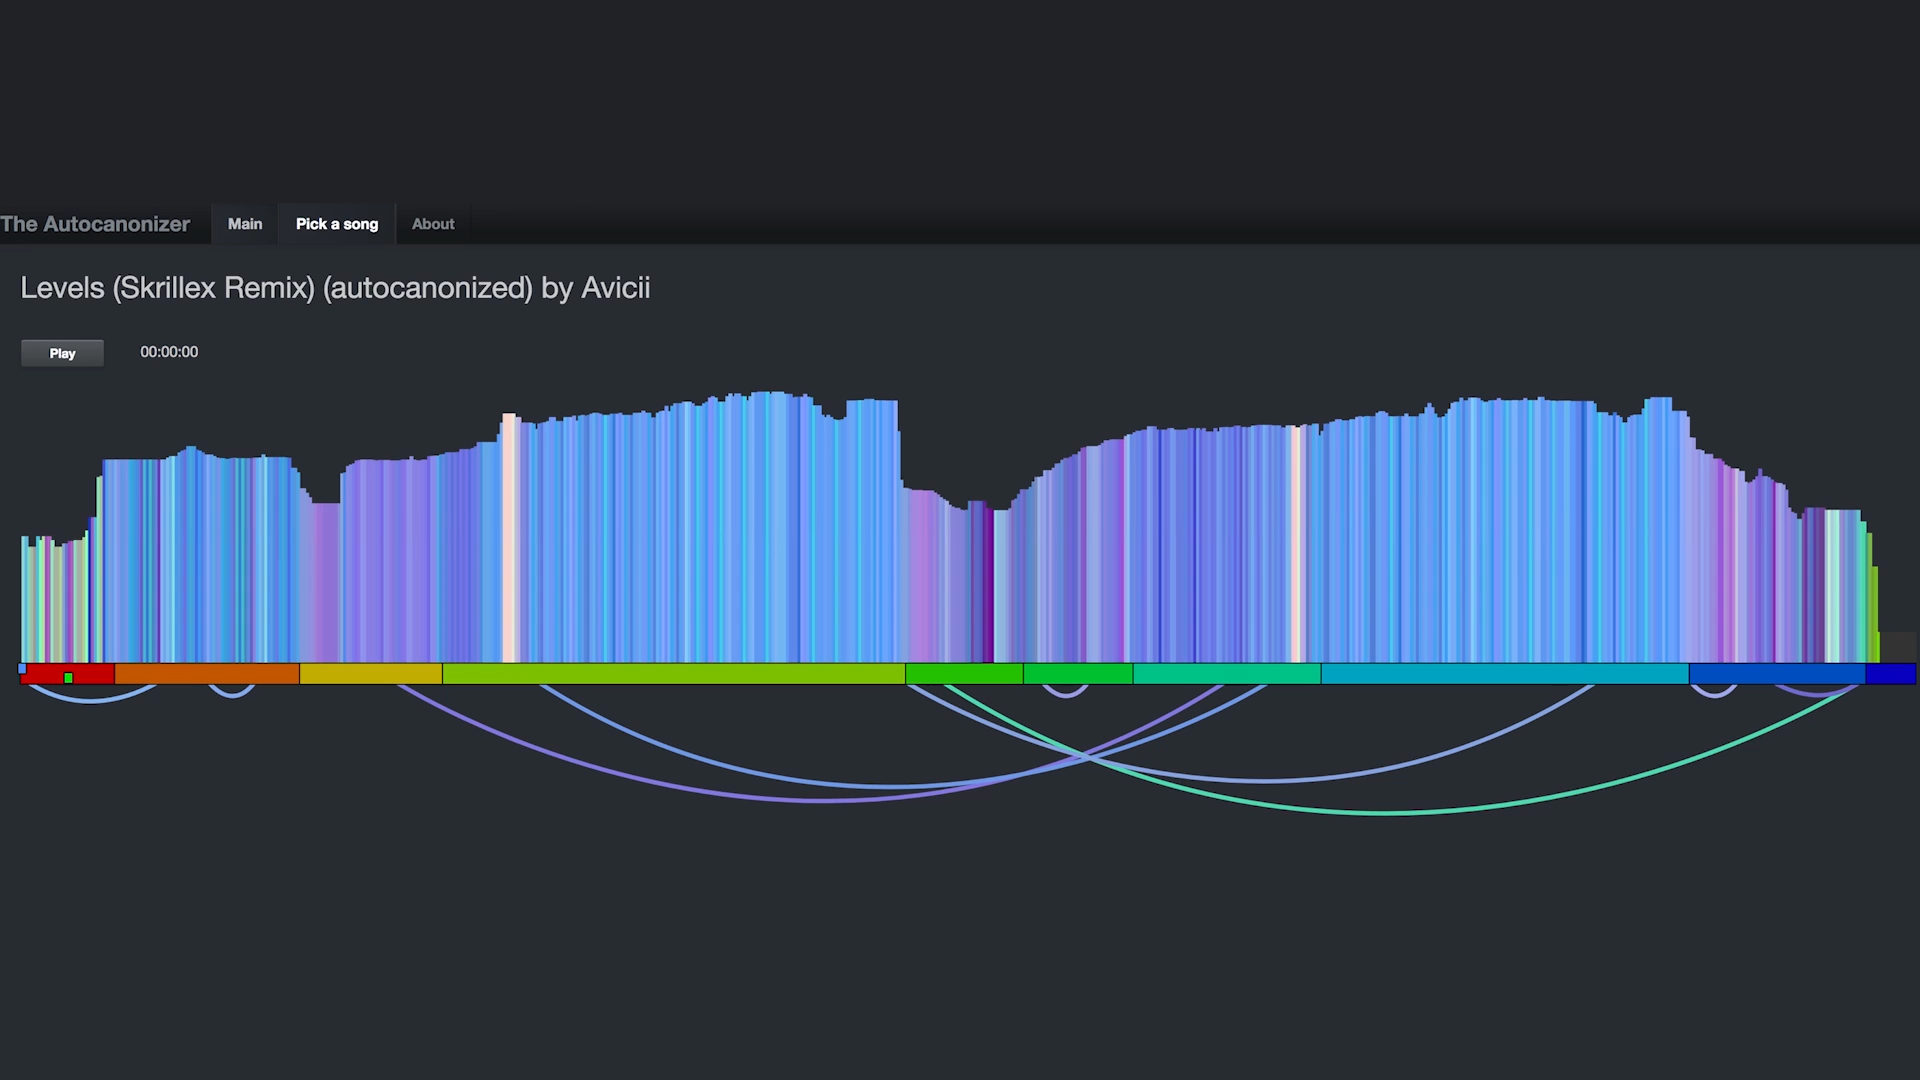 The Autocanonizer Main Pick a song About
Levels (Skrillex Remix) (autocanonized) by Avicii
Play 00:00:00